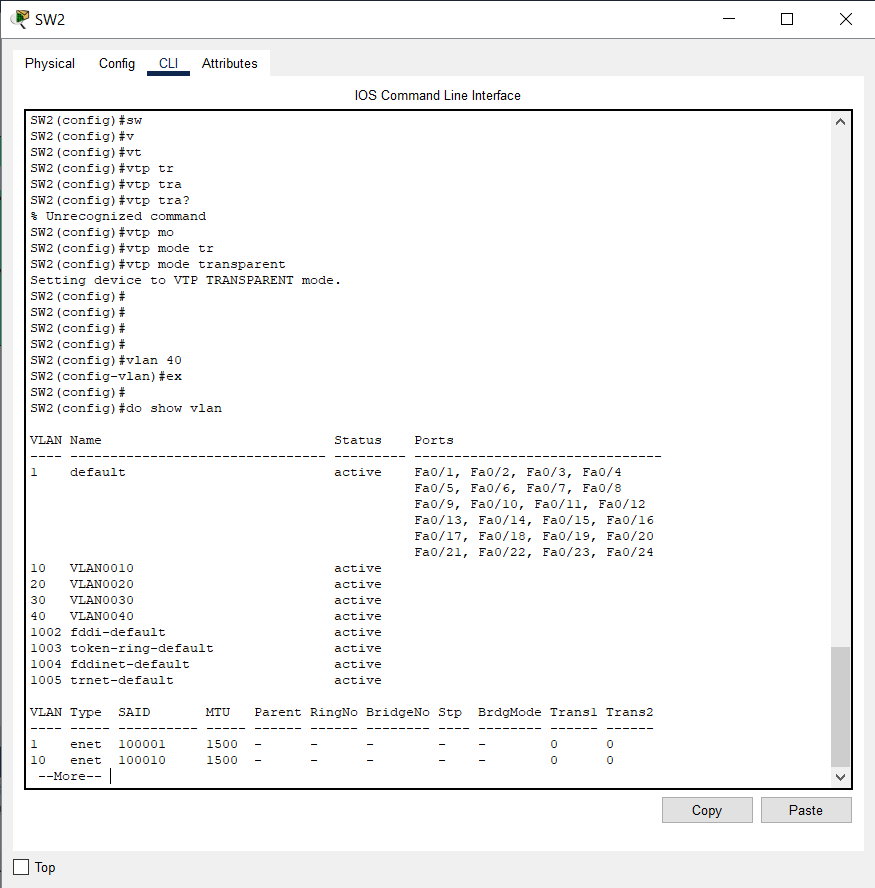 SW2
Physical Config CLI Attributes
IOS Command Line Interface
SW2(config)#sw
SW2(config)#v
SW2(config)#vt
SW2(config)#vtp tr
SW2(config)#vtp tra
SW2(config)#vtp tra?
% Unrecognized command
SW2(config)#vtp mo
SW2(config)#vtp mode tr
SW2(config)#vtp mode transparent
Setting device to VTP TRANSPARENT mode.
SW2(config)#
SW2(config)#
SW2(config)#
SW2(config)#
SW2(config)#vlan 40
SW2(config-vlan)#ex
SW2(config)#
SW2(config)#do show vlan

VLAN Name                             Status    Ports
---- -------------------------------- --------- -------------------------------
1    default                          active    Fa0/1, Fa0/2, Fa0/3, Fa0/4
                                                Fa0/5, Fa0/6, Fa0/7, Fa0/8
                                                Fa0/9, Fa0/10, Fa0/11, Fa0/12
                                                Fa0/13, Fa0/14, Fa0/15, Fa0/16
                                                Fa0/17, Fa0/18, Fa0/19, Fa0/20
                                                Fa0/21, Fa0/22, Fa0/23, Fa0/24
10   VLAN0010                         active
20   VLAN0020                         active
30   VLAN0030                         active
40   VLAN0040                         active
1002 fddi-default                     active
1003 token-ring-default               active
1004 fddinet-default                  active
1005 trnet-default                    active

VLAN Type  SAID       MTU   Parent RingNo BridgeNo Stp  BrdgMode Trans1 Trans2
---- ----- ---------- ----- ------ ------ -------- ---- -------- ------ ------
1    enet  100001     1500  -      -      -        -    -        0      0
10   enet  100010     1500  -      -      -        -    -        0      0
 --More--
Copy Paste
Top